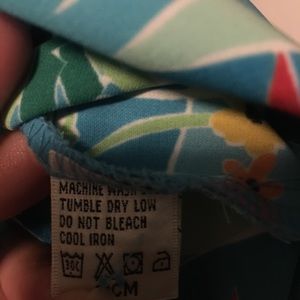 MACHINE WASH
TUMBLE DRY LOW
DO NOT BLEACH
COOL IRON
CM